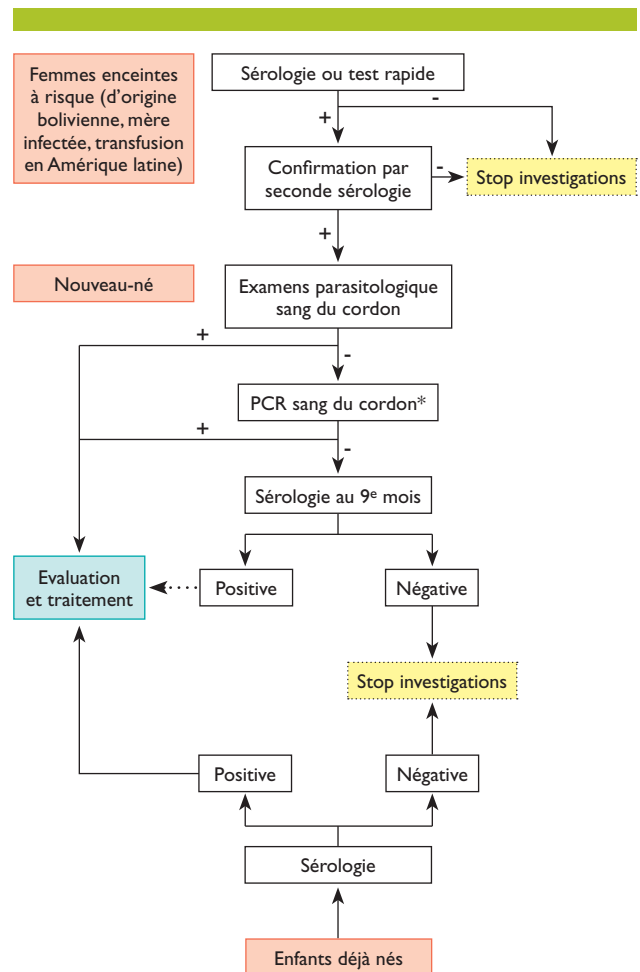 Femmes enceintes
à risque (d'origine
bolivienne, mère
infectée, transfusion
en Amérique latine)
Sérologie ou test rapide
-
+
Confirmation par
seconde sérologie
-
Stop investigations
+
Nouveau-né
Examens parasitologique
sang du cordon
+
-
PCR sang du cordon*
+
-
Sérologie au 9e mois
Evaluation
et traitement
Positive
Négative
Stop investigations
Positive
Négative
Sérologie
Enfants déjà nés